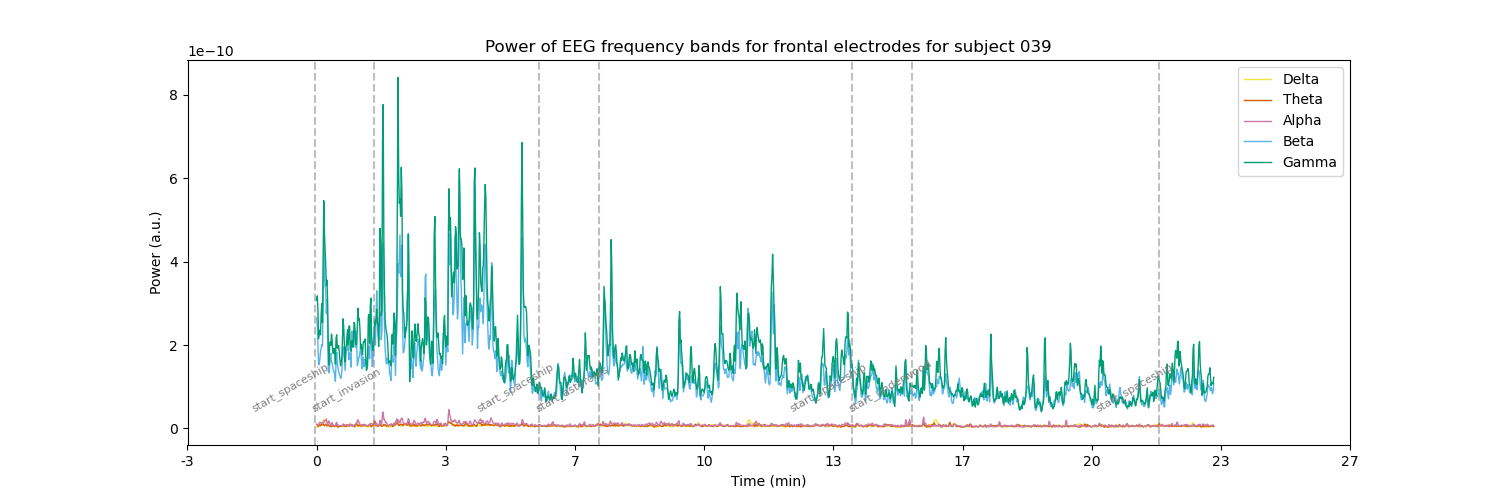 Power of EEG frequency bands for frontal electrodes for subject 039
1e−10
Delta
Theta
Alpha
Beta
Gamma
8
6
4
2
0
Power (a.u.)
start_spaceship
start_invasion
start_spaceship
start_asteroids
start_spaceship
start_spaceship
-3
0
3
7
10
13
17
20
23
27
Time (min)